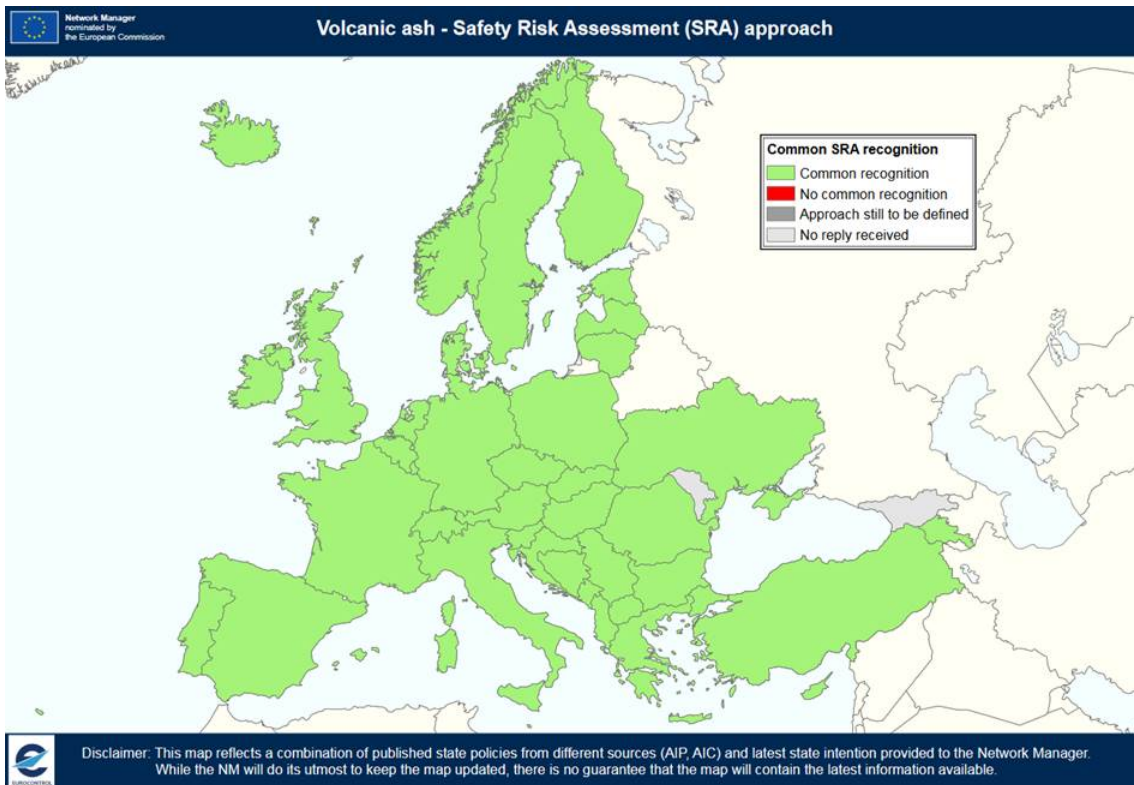 Network Manager
nominated by
the European Commission
Volcanic ash - Safety Risk Assessment (SRA) approach
Common SRA recognition
Common recognition
No common recognition
Approach still to be defined
No reply received
Disclaimer: This map reflects a combination of published state policies from different sources (AIP, AIC) and latest state intention provided to the Network Manager.
While the NM will do its utmost to keep the map updated, there is no guarantee that the map will contain the latest information available.
EUROCONTROL